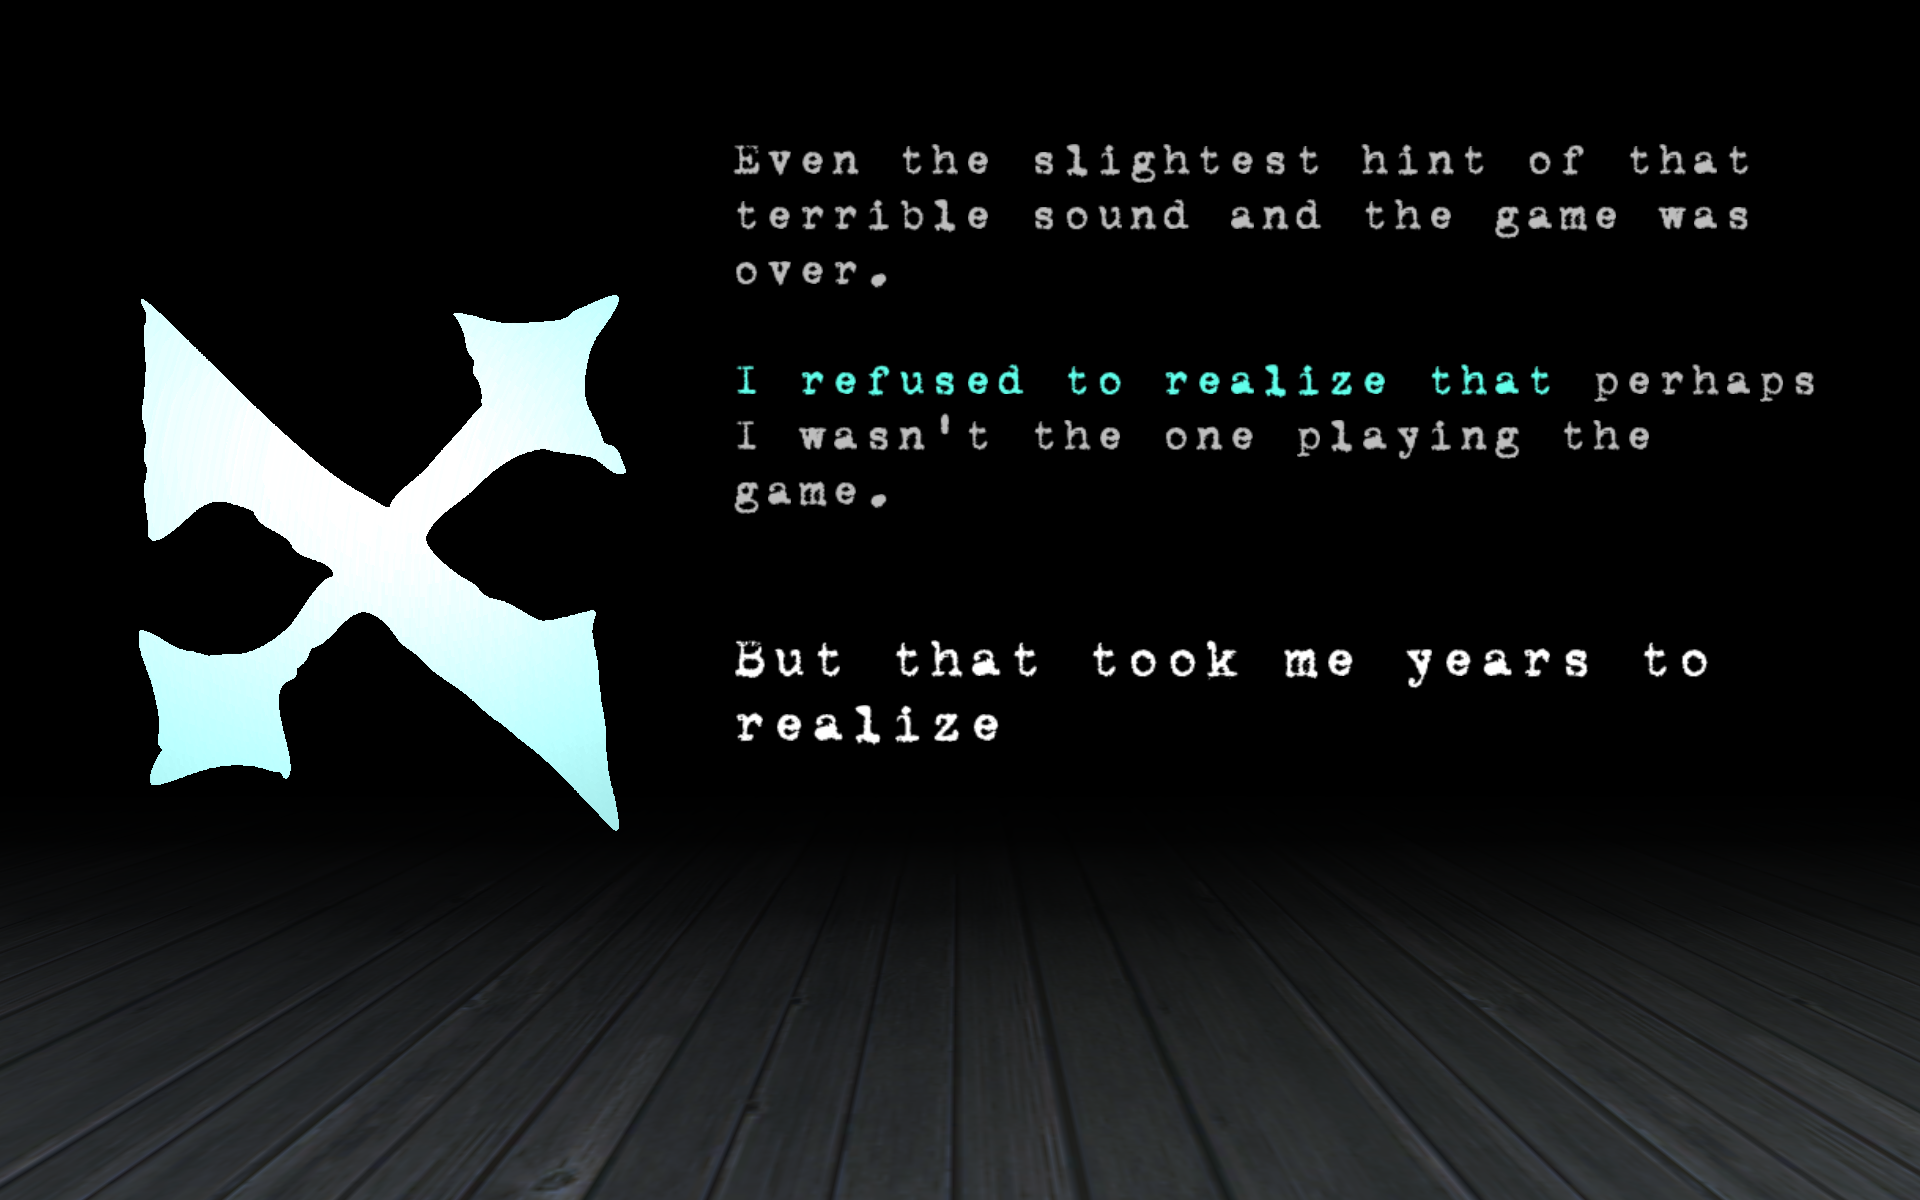 Even the slightest hint of that
terrible sound and the game was
over.
I refused to realize that perhaps
I wasn't the one playing the
game.
But that took me years to
realize